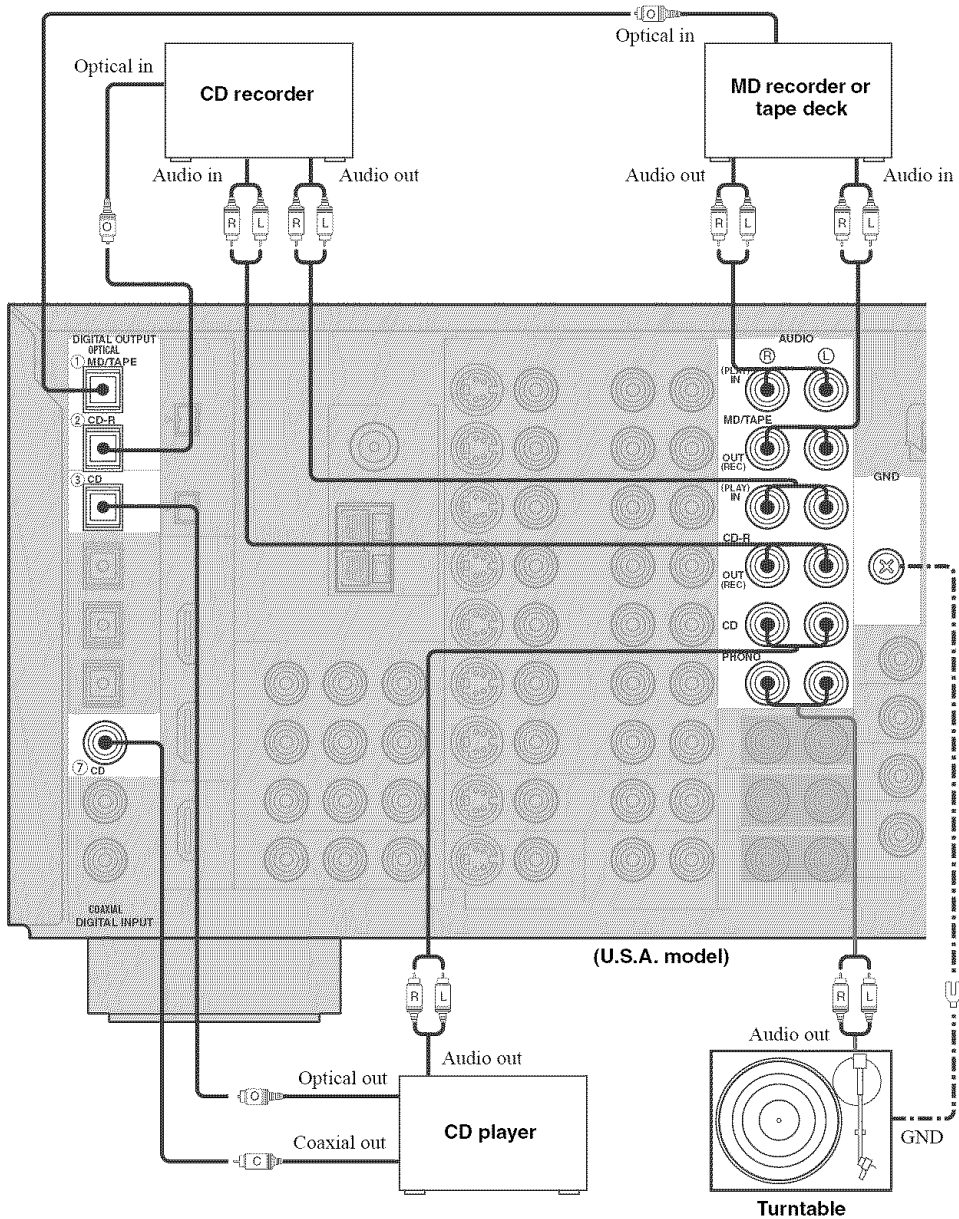 O
Optical in
Optical in
CD recorder
MD recorder or
tape deck
Audio in
Audio out
Audio out
Audio in
R L R L
R L R L
O
DIGITAL OUTPUT
OPTICAL
① MD/TAPE
② CD-R
③ CD
AUDIO
R L
(PLAY)
IN
MD/TAPE
OUT
(REC)
(PLAY)
IN
CD-R
OUT
(REC)
CD
PHONO
GND
⑦ CD
COAXIAL
DIGITAL INPUT
(U.S.A. model)
R L
R L
Audio out
Audio out
Optical out
O
Coaxial out
C
CD player
GND
Turntable